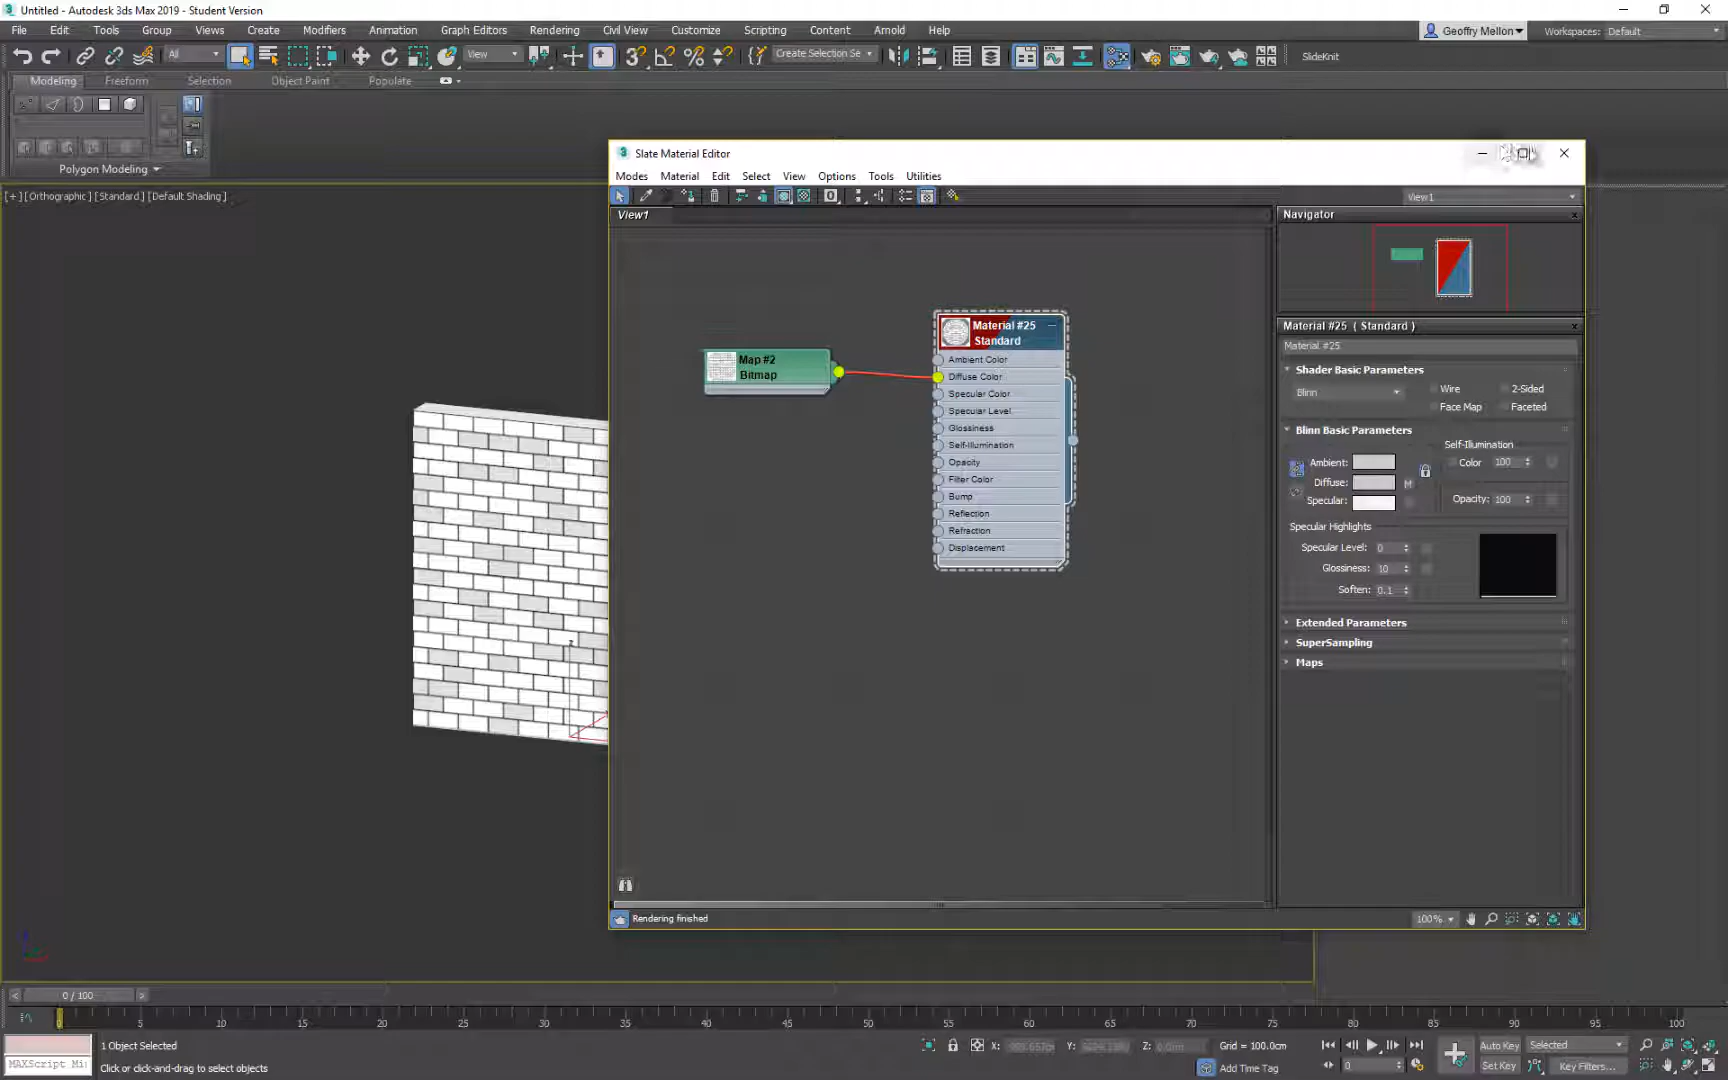 Untitled - Autodesk 3ds Max 2019 - Student Version
File Edit Tools Group Views Create Modifiers Animation Graph Editors Rendering Civil View Customize Scripting Content Arnold Help
Geoffry Mellon Workspaces: Default
All View Create Selection Se SlideKnit
Modeling Freeform Selection Object Paint Populate
Polygon Modeling
[+] [Orthographic] [Standard] [Default Shading]
Slate Material Editor
Modes Material Edit Select View Options Tools Utilities
View1
View1
Navigator
Map #2
Bitmap
Material #25
Standard
Ambient Color
Diffuse Color
Specular Color
Specular Level
Glossiness
Self-Illumination
Opacity
Filter Color
Bump
Reflection
Refraction
Displacement
Material #25 ( Standard )
Material #25
Shader Basic Parameters
Blinn Wire 2-Sided
Face Map Faceted
Blinn Basic Parameters
Self-Illumination
Ambient: Color 100
Diffuse: M
Specular: Opacity: 100
Specular Highlights
Specular Level: 0
Glossiness: 10
Soften: 0.1
Extended Parameters
SuperSampling
Maps
Rendering finished
100%
z
< 0 / 100 >
0 5 10 15 20 25 30 35 40 45 50 55 60 65 70 75 80 85 90 95 100
1 Object Selected X: Y: Z: Grid = 100.0cm Auto Key Selected
MAXScript Mi Click or click-and-drag to select objects Add Time Tag 0 Set Key Key Filters...